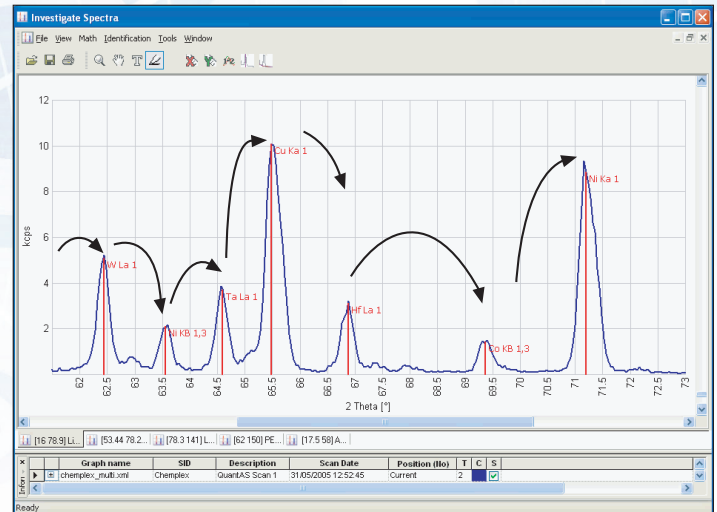 Investigate Spectra
File View Math Identification Tools Window
12
10
8
6
4
2
kcps
W La 1
Ni KB 1,3
Ta La 1
Cu Ka 1
Hf La 1
Co KB 1,3
Ni Ka 1
62 62.5 63 63.5 64 64.5 65 65.5 66 66.5 67 67.5 68 68.5 69 69.5 70 70.5 71 71.5 72 72.5 73
2 Theta [°]
[16 78.9] Li... [53.44 78.2... [78.3 141] L... [62 150] PE... [17.5 58] A...
Graph name SID Description Scan Date Position (llo) T C S
chemplex_multi.xml Chemplex QuantAS Scan 1 31/05/2005 12:52:45 Current 2
Infor
Ready